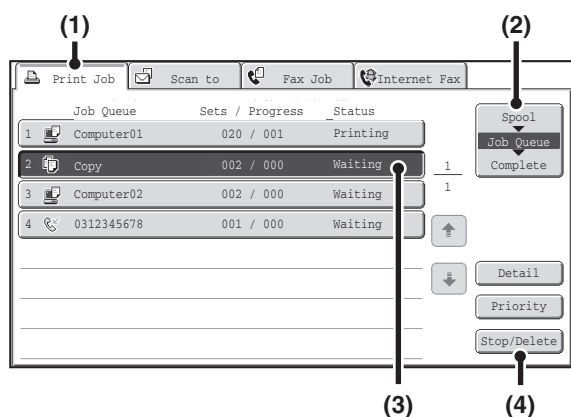 (1) (2)
Print Job Scan to Fax Job Internet Fax
Job Queue Sets / Progress Status
1 Computer01 020 / 001 Printing
2 Copy 002 / 000 Waiting
3 Computer02 002 / 000 Waiting
4 0312345678 001 / 000 Waiting
1
1
Spool
Job Queue
Complete
Detail
Priority
Stop/Delete
(3) (4)